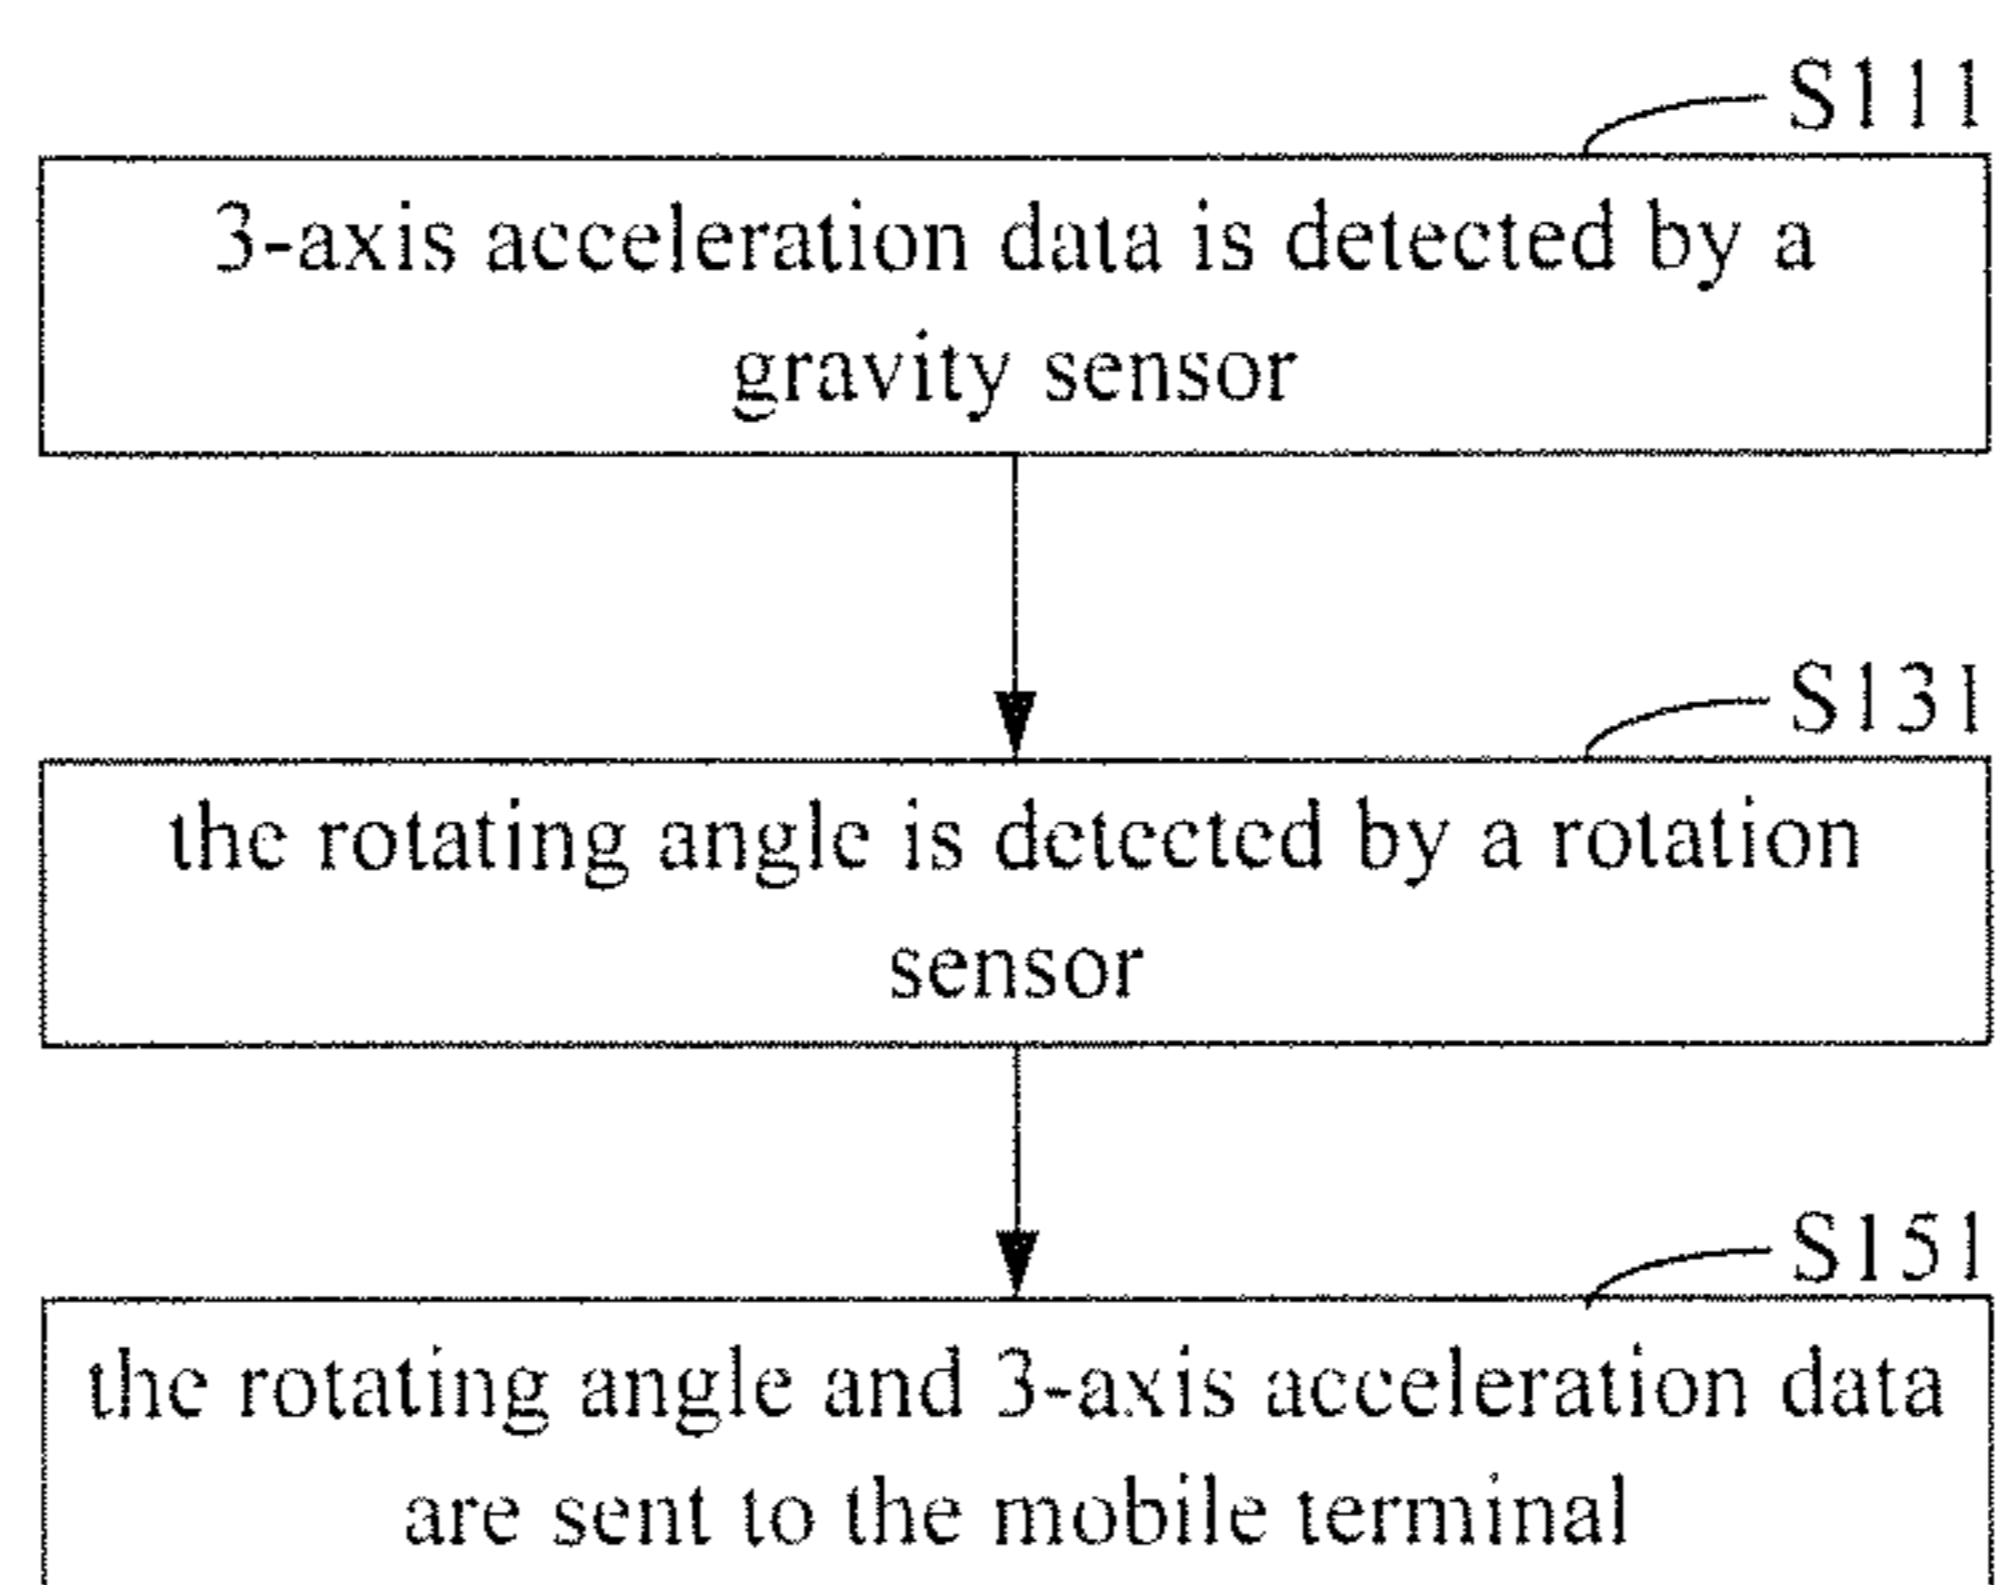 S111
3-axis acceleration data is detected by a
gravity sensor
S131
the rotating angle is detected by a rotation
sensor
S151
the rotating angle and 3-axis acceleration data
are sent to the mobile terminal